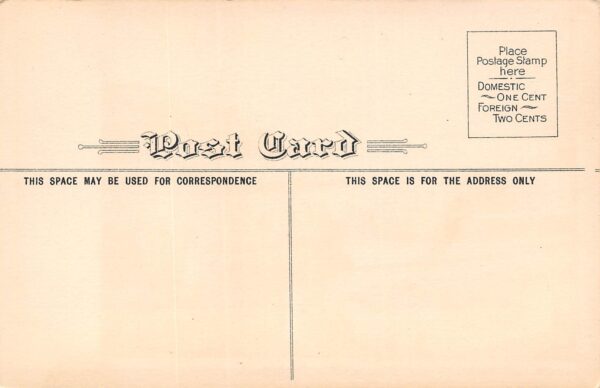 Place
Postage Stamp
here
DOMESTIC
ONE CENT
FOREIGN
TWO CENTS
Post Card
THIS SPACE MAY BE USED FOR CORRESPONDENCE
THIS SPACE IS FOR THE ADDRESS ONLY